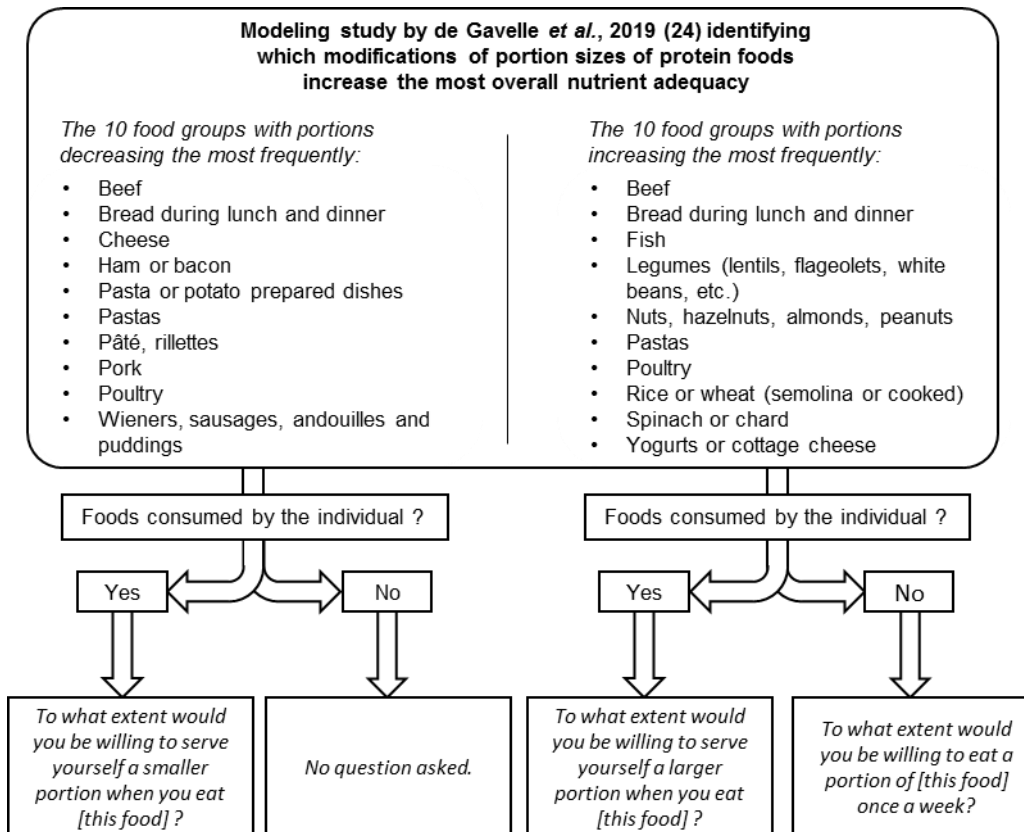 Modeling study by de Gavelle et al., 2019 (24) identifying
which modifications of portion sizes of protein foods
increase the most overall nutrient adequacy
The 10 food groups with portions
decreasing the most frequently:
• Beef
• Bread during lunch and dinner
• Cheese
• Ham or bacon
• Pasta or potato prepared dishes
• Pastas
• Pâté, rillettes
• Pork
• Poultry
• Wieners, sausages, andouilles and
puddings
The 10 food groups with portions
increasing the most frequently:
• Beef
• Bread during lunch and dinner
• Fish
• Legumes (lentils, flageolets, white
beans, etc.)
• Nuts, hazelnuts, almonds, peanuts
• Pastas
• Poultry
• Rice or wheat (semolina or cooked)
• Spinach or chard
• Yogurts or cottage cheese
Foods consumed by the individual ?
Foods consumed by the individual ?
Yes
No
Yes
No
To what extent would
you be willing to serve
yourself a smaller
portion when you eat
[this food] ?
No question asked.
To what extent would
you be willing to serve
yourself a larger
portion when you eat
[this food] ?
To what extent would
you be willing to eat a
portion of [this food]
once a week?